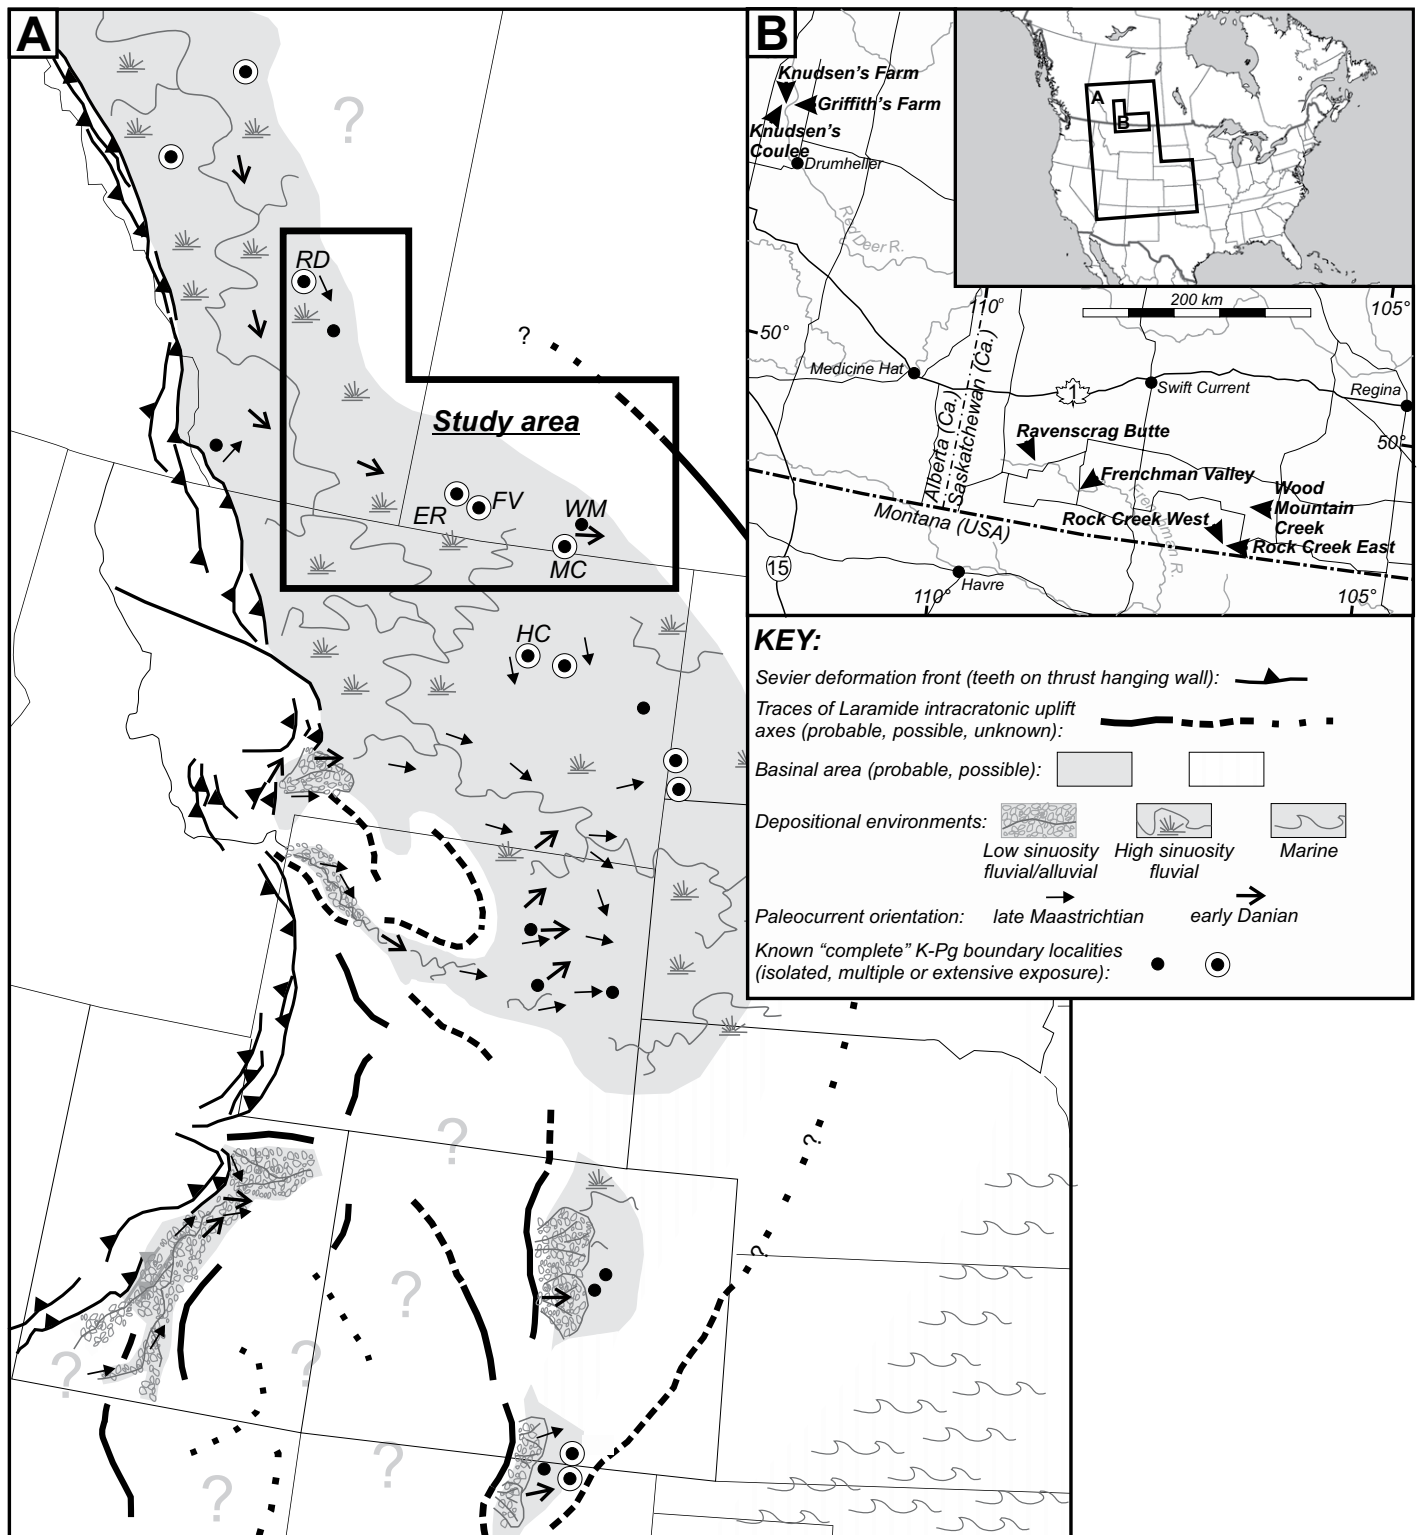 A
?
RD
?
Study area
ER
FV
WM
MC
HC
?
?
?
?
?
?
?
?
B
Knudsen’s Farm
Griffith’s Farm
Knudsen’s
Coulee
Drumheller
Red Deer R.
A
B
200 km
110°
105°
50°
Medicine Hat
Alberta (Ca.)
Saskatchewan (Ca.)
1
Swift Current
Regina
50°
Ravenscrag Butte
Frenchman Valley
Wood
Mountain
Creek
Rock Creek West
Rock Creek East
Frenchman R.
Montana (USA)
15
Havre
110°
105°
KEY:
Sevier deformation front (teeth on thrust hanging wall):
Traces of Laramide intracratonic uplift
axes (probable, possible, unknown):
Basinal area (probable, possible):
Depositional environments:
Low sinuosity
fluvial/alluvial
High sinuosity
fluvial
Marine
Paleocurrent orientation:
late Maastrichtian
early Danian
Known “complete” K-Pg boundary localities
(isolated, multiple or extensive exposure):